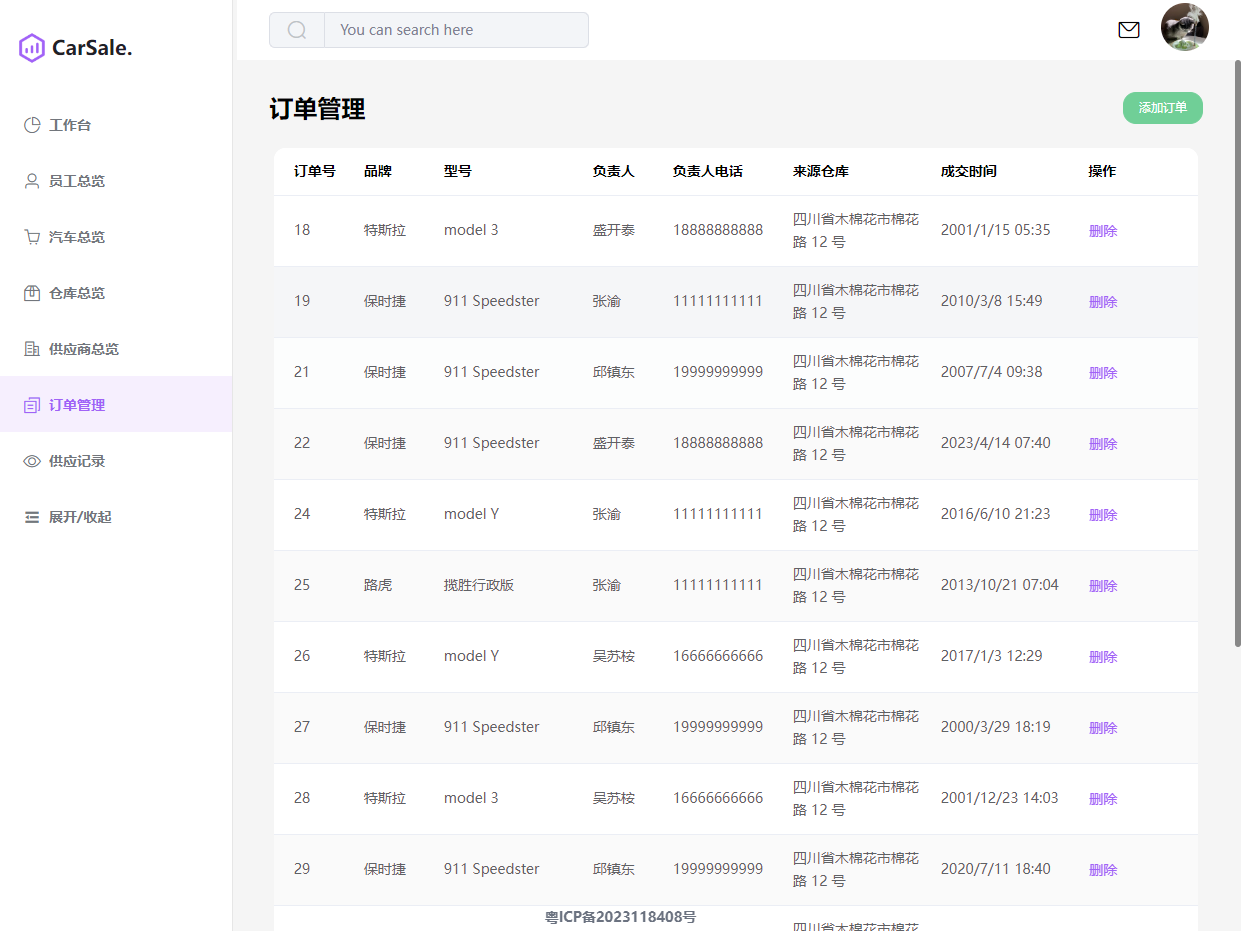 CarSale.
You can search here
工作台
员工总览
汽车总览
仓库总览
供应商总览
订单管理
供应记录
展开/收起
订单管理
添加订单
订单号 品牌 型号 负责人 负责人电话 来源仓库 成交时间 操作
18 特斯拉 model 3 盛开泰 18888888888 四川省木棉花市棉花路 12 号 2001/1/15 05:35 删除
19 保时捷 911 Speedster 张渝 11111111111 四川省木棉花市棉花路 12 号 2010/3/8 15:49 删除
21 保时捷 911 Speedster 邱镇东 19999999999 四川省木棉花市棉花路 12 号 2007/7/4 09:38 删除
22 保时捷 911 Speedster 盛开泰 18888888888 四川省木棉花市棉花路 12 号 2023/4/14 07:40 删除
24 特斯拉 model Y 张渝 11111111111 四川省木棉花市棉花路 12 号 2016/6/10 21:23 删除
25 路虎 揽胜行政版 张渝 11111111111 四川省木棉花市棉花路 12 号 2013/10/21 07:04 删除
26 特斯拉 model Y 吴苏桉 16666666666 四川省木棉花市棉花路 12 号 2017/1/3 12:29 删除
27 保时捷 911 Speedster 邱镇东 19999999999 四川省木棉花市棉花路 12 号 2000/3/29 18:19 删除
28 特斯拉 model 3 吴苏桉 16666666666 四川省木棉花市棉花路 12 号 2001/12/23 14:03 删除
29 保时捷 911 Speedster 邱镇东 19999999999 四川省木棉花市棉花路 12 号 2020/7/11 18:40 删除
四川省木棉花市棉花
粤ICP备2023118408号